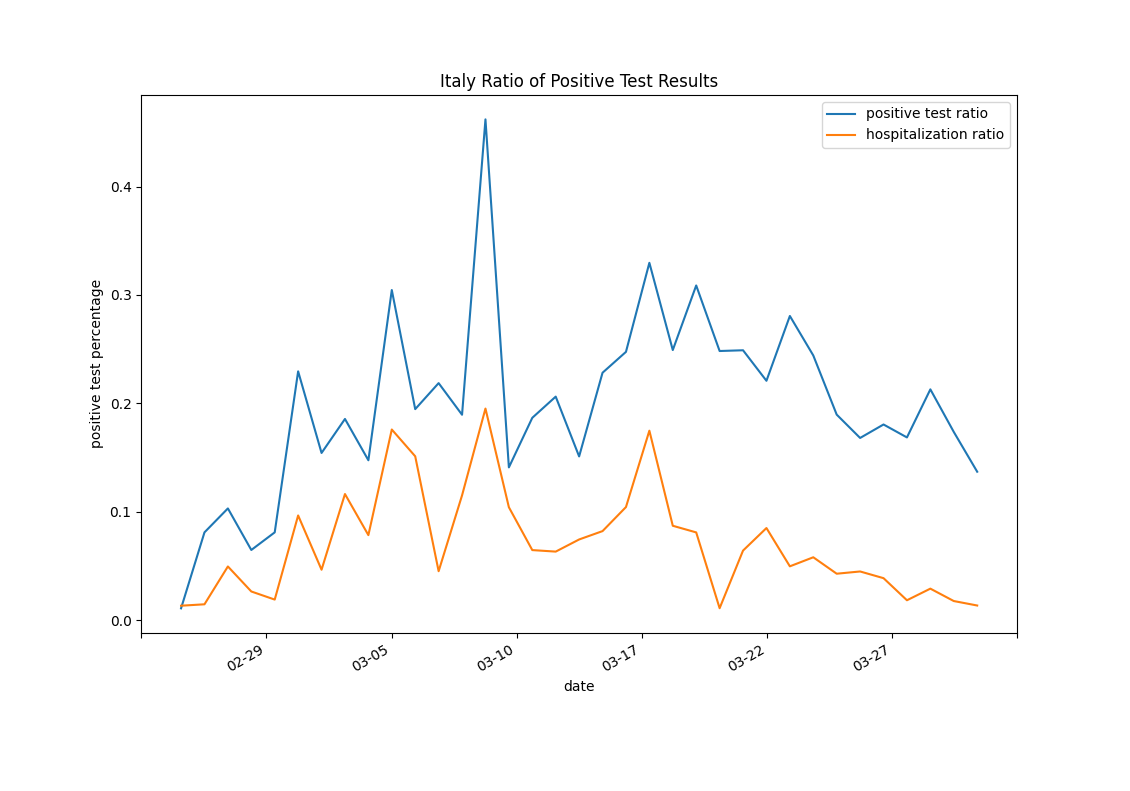 Italy Ratio of Positive Test Results
positive test ratio
hospitalization ratio
positive test percentage
0.4
0.3
0.2
0.1
0.0
02-29
03-05
03-10
03-17
03-22
03-27
date